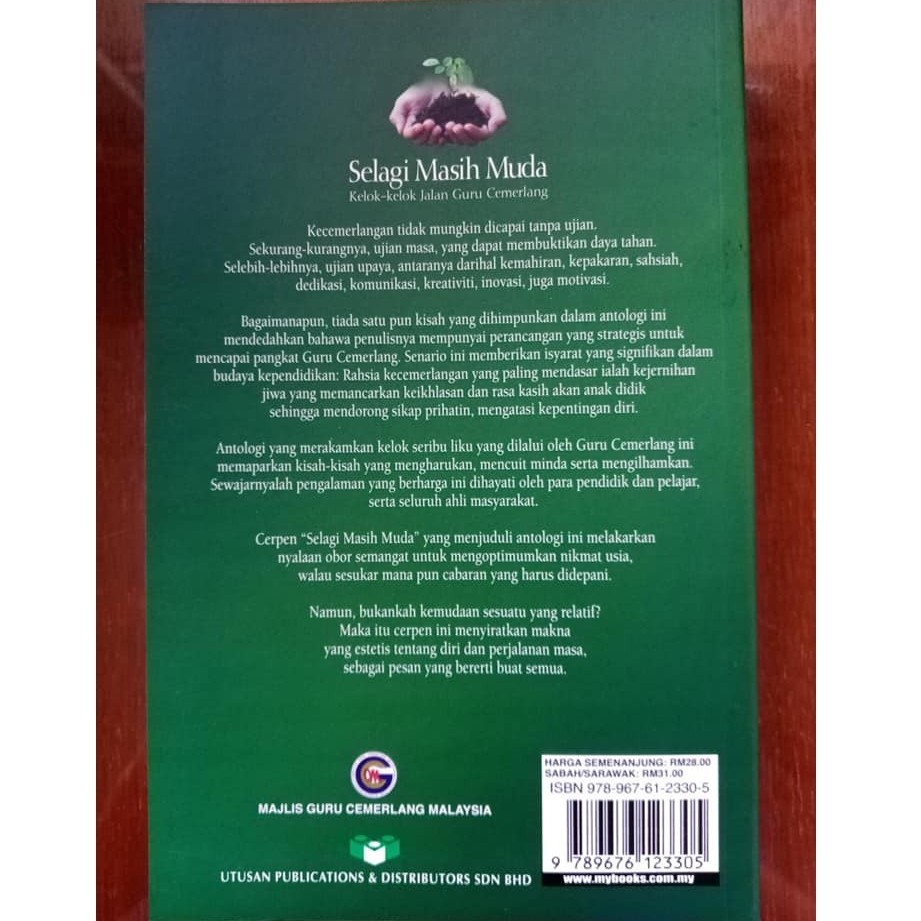 Selagi Masih Muda
Kelok-kelok Jalan Guru Cemerlang
Kecemerlangan tidak mungkin dicapai tanpa ujian.
Sekurang-kurangnya, ujian masa, yang dapat membuktikan daya tahan.
Selebih-lebihnya, ujian upaya, antaranya darihal kemahiran, kepakaran, sahsiah,
dedikasi, komunikasi, kreativiti, inovasi, juga motivasi.
Bagaimanapun, tiada satu pun kisah yang dihimpunkan dalam antologi ini
mendedahkan bahawa penulisnya mempunyai perancangan yang strategis untuk
mencapai pangkat Guru Cemerlang. Senario ini memberikan isyarat yang signifikan dalam
budaya kependidikan: Rahsia kecemerlangan yang paling mendasar ialah kejernihan
jiwa yang memancarkan keikhlasan dan rasa kasih akan anak didik
sehingga mendorong sikap prihatin, mengatasi kepentingan diri.
Antologi yang merakamkan kelok seribu liku yang dilalui oleh Guru Cemerlang ini
memaparkan kisah-kisah yang mengharukan, mencuit minda serta mengilhamkan.
Sewajarnyalah pengalaman yang berharga ini dihayati oleh para pendidik dan pelajar,
serta seluruh ahli masyarakat.
Cerpen “Selagi Masih Muda” yang menjuduli antologi ini melakarkan
nyalaan obor semangat untuk mengoptimumkan nikmat usia,
walau sesukar mana pun cabaran yang harus didepani.
Namun, bukankah kemudaan sesuatu yang relatif?
Maka itu cerpen ini menyiratkan makna
yang estetis tentang diri dan perjalanan masa,
sebagai pesan yang bererti buat semua.
MAJLIS GURU CEMERLANG MALAYSIA
UTUSAN PUBLICATIONS & DISTRIBUTORS SDN BHD
HARGA SEMENANJUNG: RM28.00
SABAH/SARAWAK: RM31.00
ISBN 978-967-61-2330-5
9 789676 123305
www.mybooks.com.my